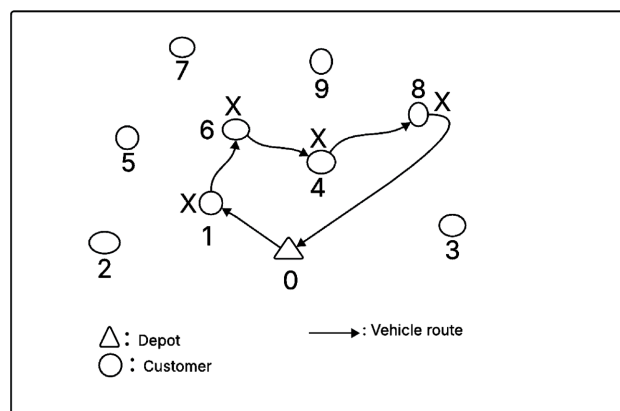 7
9
8 X
X
6
X
4
5
X
1
3
2
0
: Depot
: Vehicle route
: Customer